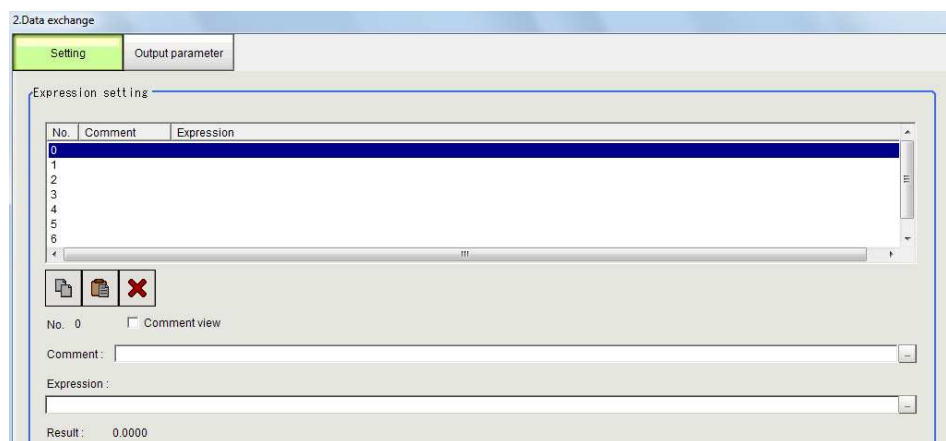 2.Data exchange
Setting Output parameter
Expression setting
No. Comment Expression
0
1
2
3
4
5
6
No. 0 Comment view
Comment :
Expression :
Result : 0.0000